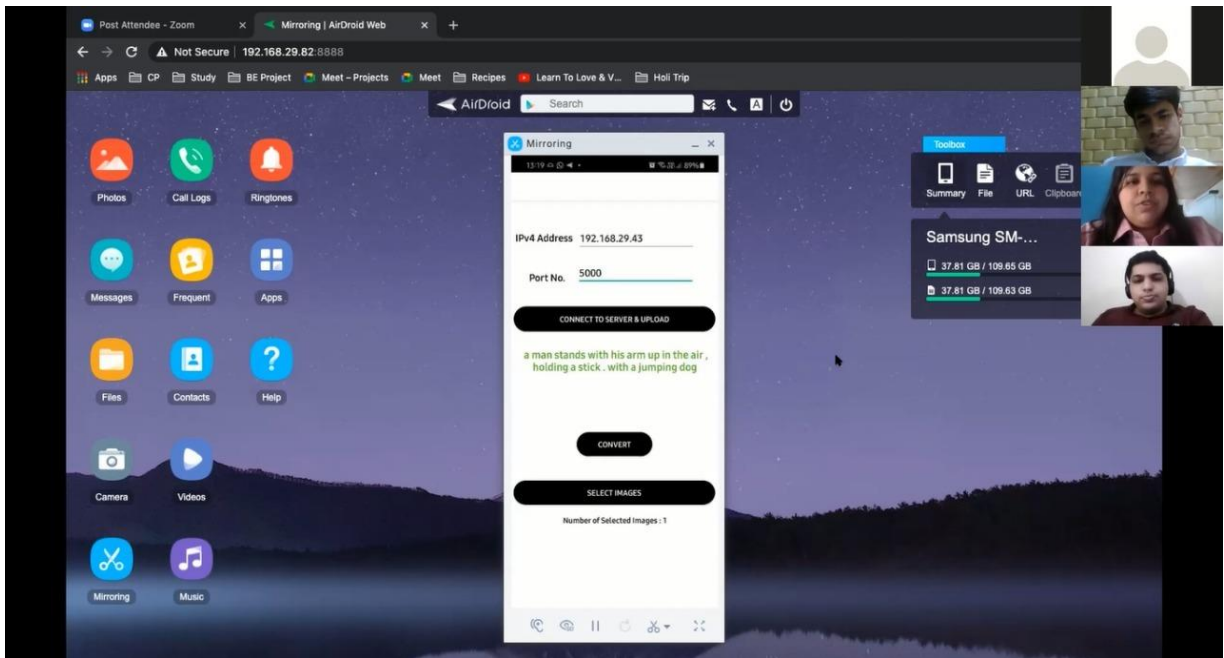 Post Attendee - Zoom
Mirroring | AirDroid Web
Not Secure | 192.168.29.82:8888
Apps CP Study BE Project Meet – Projects Meet Recipes Learn To Love & V... Holi Trip
AirDroid Search A
Mirroring
13:19 89%
IPv4 Address 192.168.29.43
Port No. 5000
CONNECT TO SERVER & UPLOAD
a man stands with his arm up in the air ,
holding a stick . with a jumping dog
CONVERT
SELECT IMAGES
Number of Selected Images : 1
Photos Call Logs Ringtones
Messages Frequent Apps
Files Contacts Help
Camera Videos
Mirroring Music
Toolbox
Summary File URL Clipboar
Samsung SM-...
37.81 GB / 109.65 GB
37.81 GB / 109.63 GB